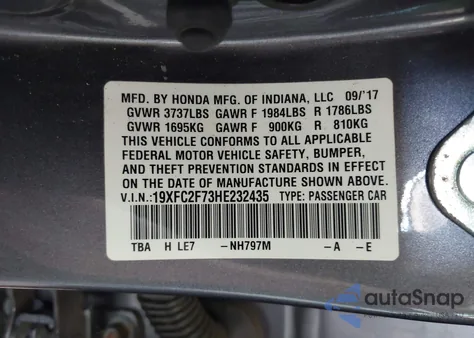 MFD. BY HONDA MFG. OF INDIANA, LLC 09/'17
GVWR 3737LBS GAWR F 1984LBS R 1786LBS
GVWR 1695KG GAWR F 900KG R 810KG
THIS VEHICLE CONFORMS TO ALL APPLICABLE
FEDERAL MOTOR VEHICLE SAFETY, BUMPER,
AND THEFT PREVENTION STANDARDS IN EFFECT
ON THE DATE OF MANUFACTURE SHOWN ABOVE.
V.I.N.:19XFC2F73HE232435 TYPE: PASSENGER CAR
TBA H LE7 -NH797M -A -E
autoSnap